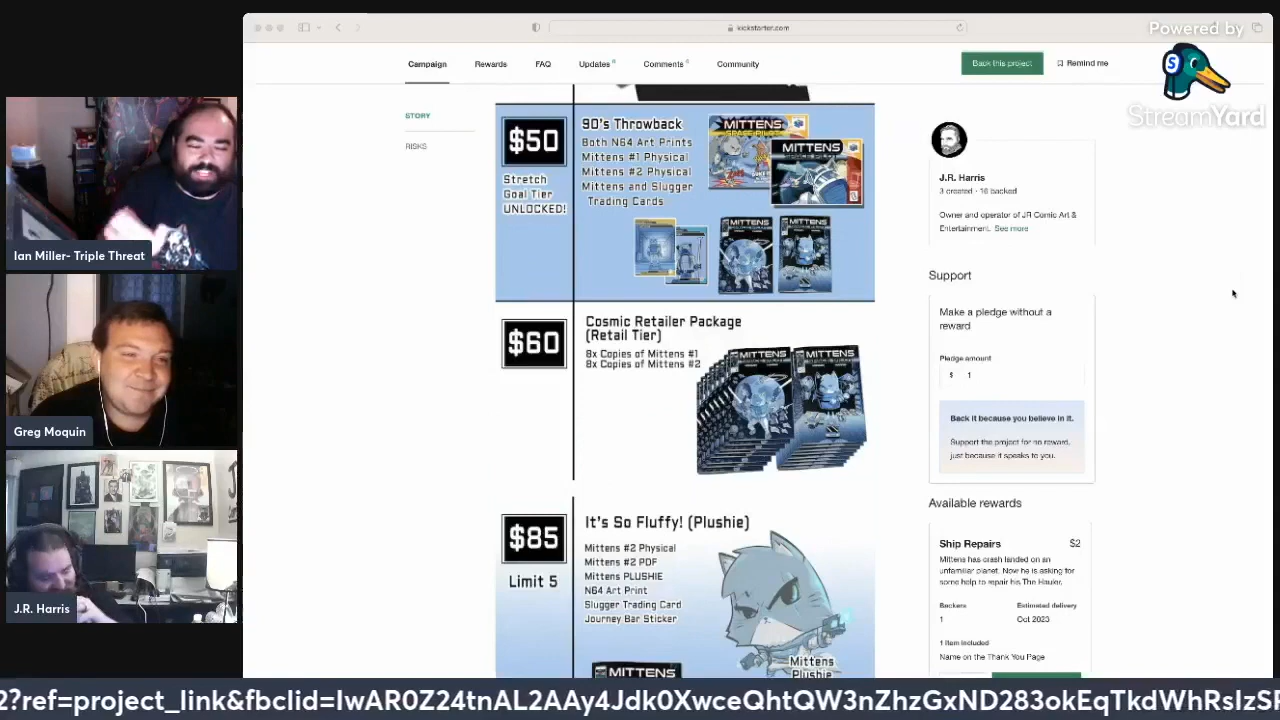 kickstarter.com
Powered by
StreamYard
Campaign
Rewards
FAQ
Updates
Comments
Community
Back this project
Remind me
STORY
RISKS
Ian Miller- Triple Threat
Greg Moquin
J.R. Harris
$50
Stretch
Goal Tier
UNLOCKED!
90's Throwback
Both N64 Art Prints
Mittens #1 Physical
Mittens #2 Physical
Mittens and Slugger
Trading Cards
MITTENS
SPACE PILOT
MITTENS
SPACE PILOT
MITTENS
MITTENS
$60
Cosmic Retailer Package
(Retail Tier)
8x Copies of Mittens #1
8x Copies of Mittens #2
MITTENS
MITTENS
$85
Limit 5
It's So Fluffy! (Plushie)
Mittens #2 Physical
Mittens #2 PDF
Mittens PLUSHIE
N64 Art Print
Slugger Trading Card
Journey Bar Sticker
MITTENS
Mittens
Plushie
J.R. Harris
3 created · 16 backed
Owner and operator of JR Comic Art &
Entertainment. See more
Support
Make a pledge without a
reward
Pledge amount
$ 1
Back it because you believe in it.
Support the project for no reward,
just because it speaks to you.
Available rewards
Ship Repairs $2
Mittens has crash landed on an
unfamiliar planet. Now he is asking for
some help to repair his The Hauler.
Backers
1
Estimated delivery
Oct 2023
1 item included
Name on the Thank You Page
2?ref=project_link&fbclid=IwAR0Z24tnAL2AAy4Jdk0XwceQhtQW3nZhzGxND283okEqTkdWhRsIzSF